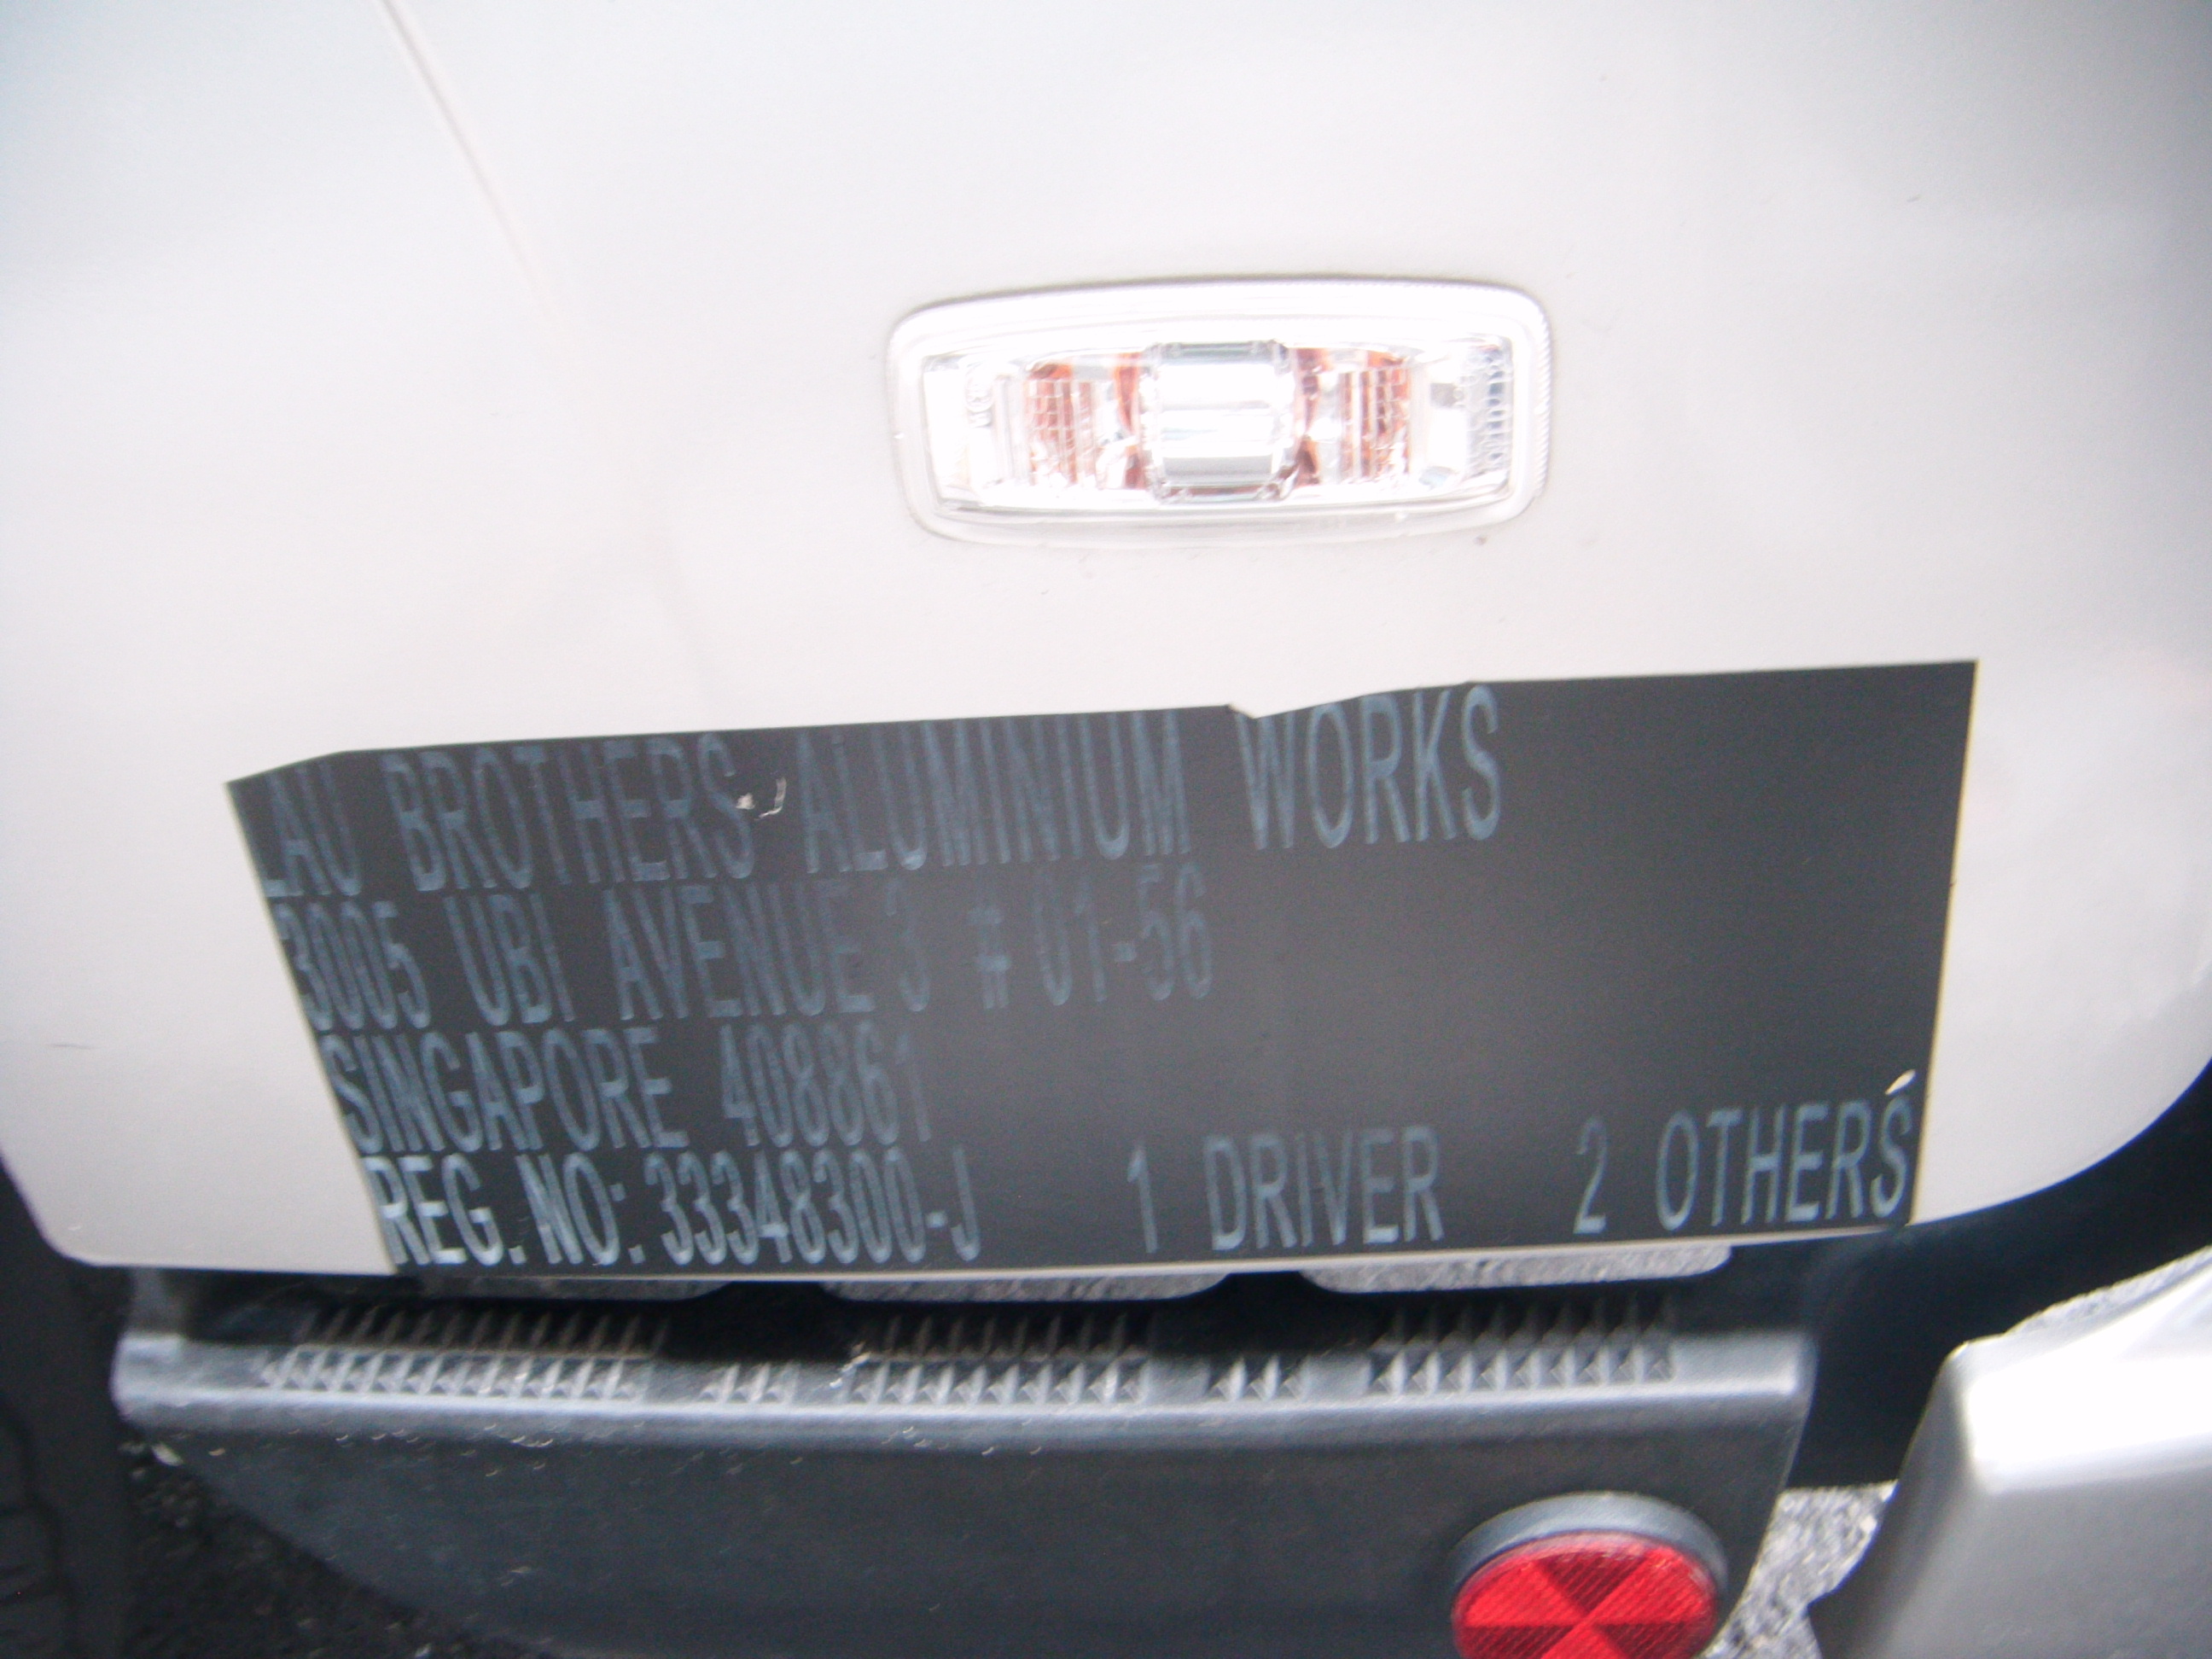 LAU BROTHERS ALUMINIUM WORKS
3005 UBI AVENUE 3 # 01-56
SINGAPORE 408861
REG. NO: 33348300-J 1 DRIVER 2 OTHERS